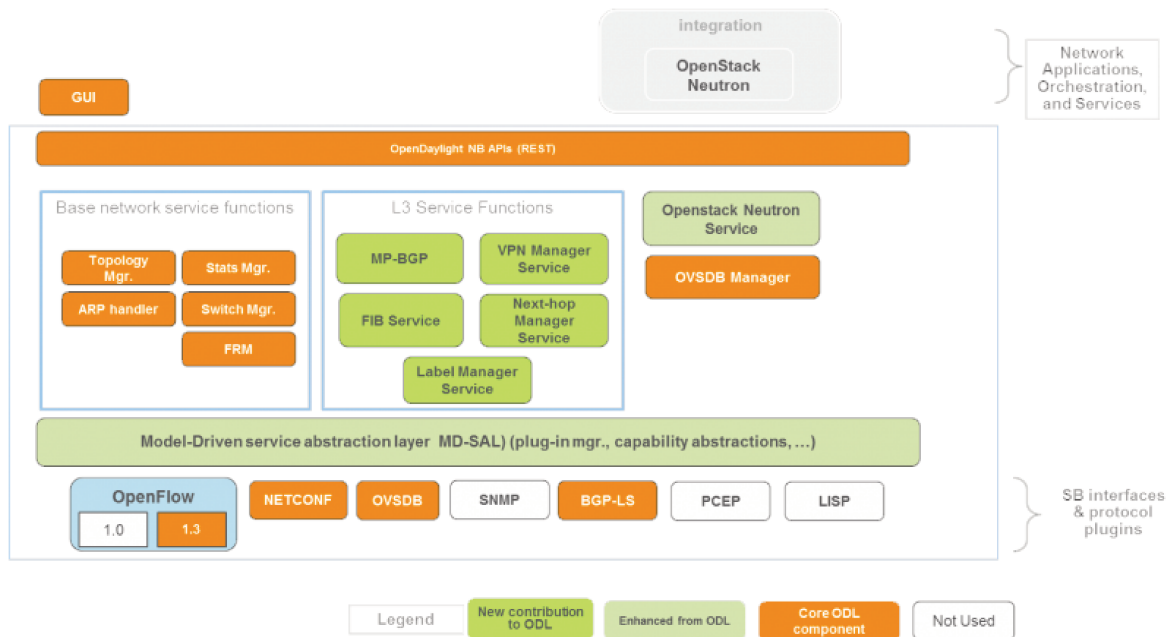 integration
OpenStack
Neutron
Network
Applications,
Orchestration,
and Services
GUI
OpenDaylight NB APIs (REST)
Base network service functions
L3 Service Functions
Openstack Neutron
Service
Topology
Mgr.
Stats Mgr.
MP-BGP
VPN Manager
Service
OVSDB Manager
ARP handler
Switch Mgr.
FIB Service
Next-hop
Manager
Service
FRM
Label Manager
Service
Model-Driven service abstraction layer MD-SAL) (plug-in mgr., capability abstractions, ...)
OpenFlow
1.0
1.3
NETCONF
OVSDB
SNMP
BGP-LS
PCEP
LISP
SB interfaces
& protocol
plugins
Legend
New contribution
to ODL
Enhanced from ODL
Core ODL
component
Not Used